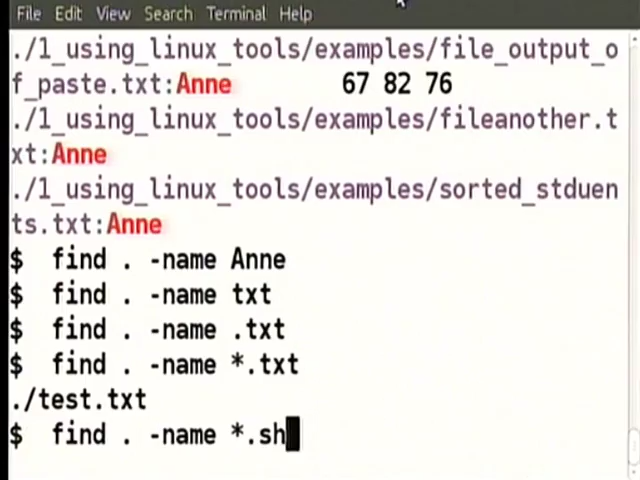 File Edit View Search Terminal Help
./1_using_linux_tools/examples/file_output_o
f_paste.txt:Anne 67 82 76
./1_using_linux_tools/examples/fileanother.t
xt:Anne
./1_using_linux_tools/examples/sorted_stduen
ts.txt:Anne
$ find . -name Anne
$ find . -name txt
$ find . -name .txt
$ find . -name *.txt
./test.txt
$ find . -name *.sh